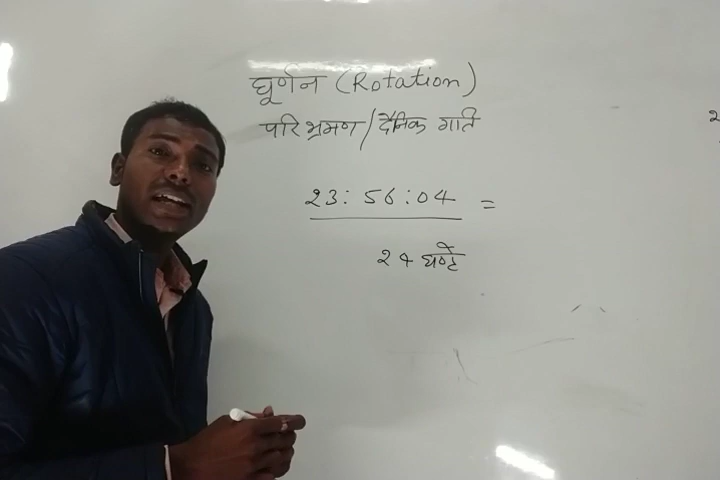 घूर्णन (Rotation)
परिभ्रमण/दैनिक गति
23:56:04 =
24 घण्टे